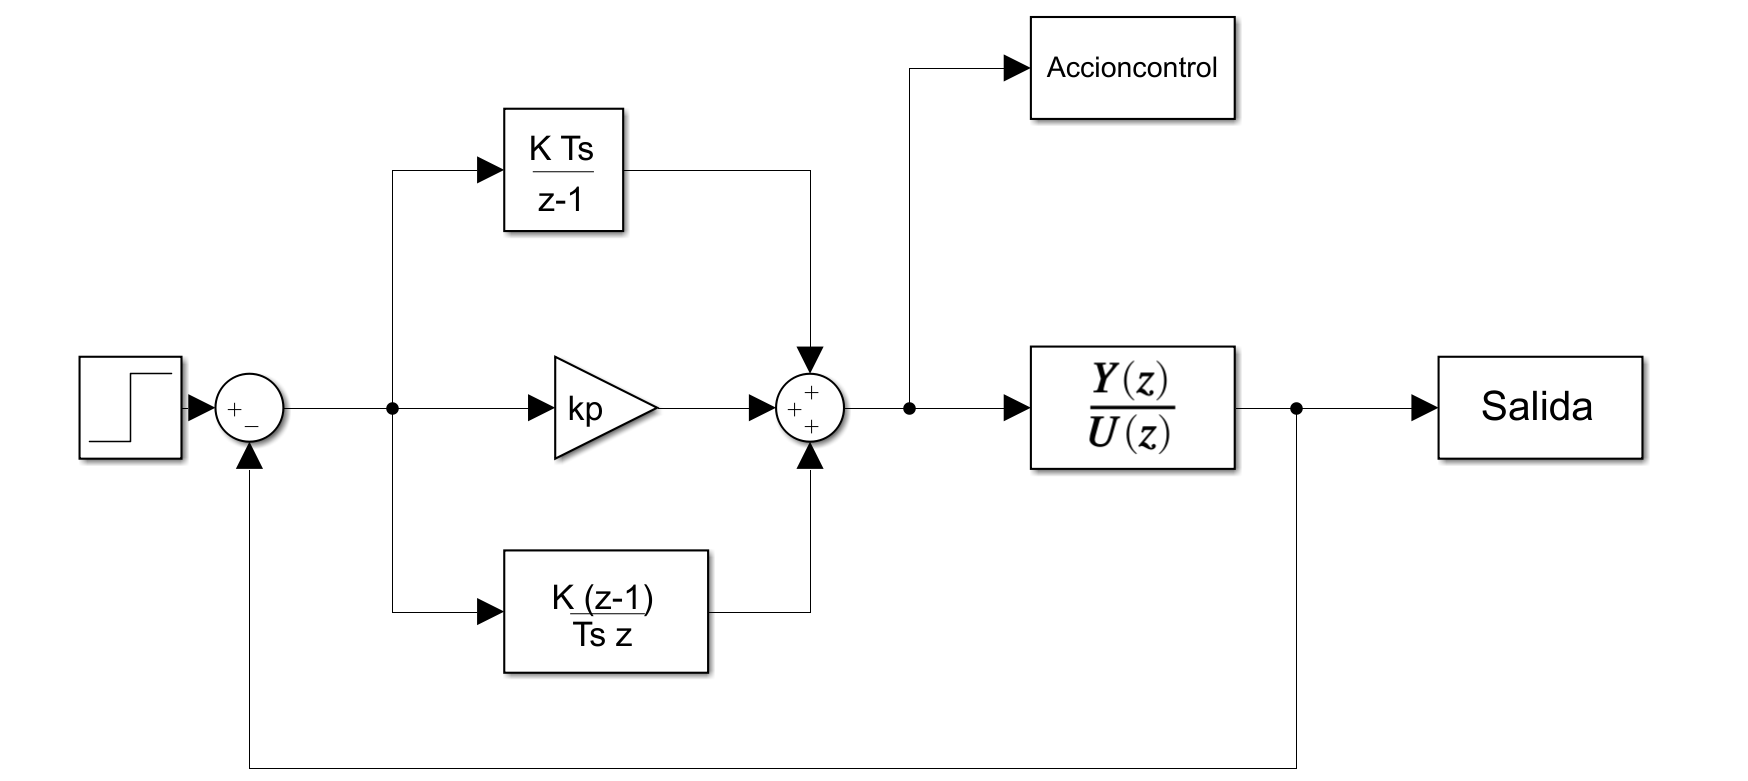 Accioncontrol
K Ts
z-1
+
−
kp
+
+
+
Y(z)
U(z)
Salida
K (z-1)
Ts z